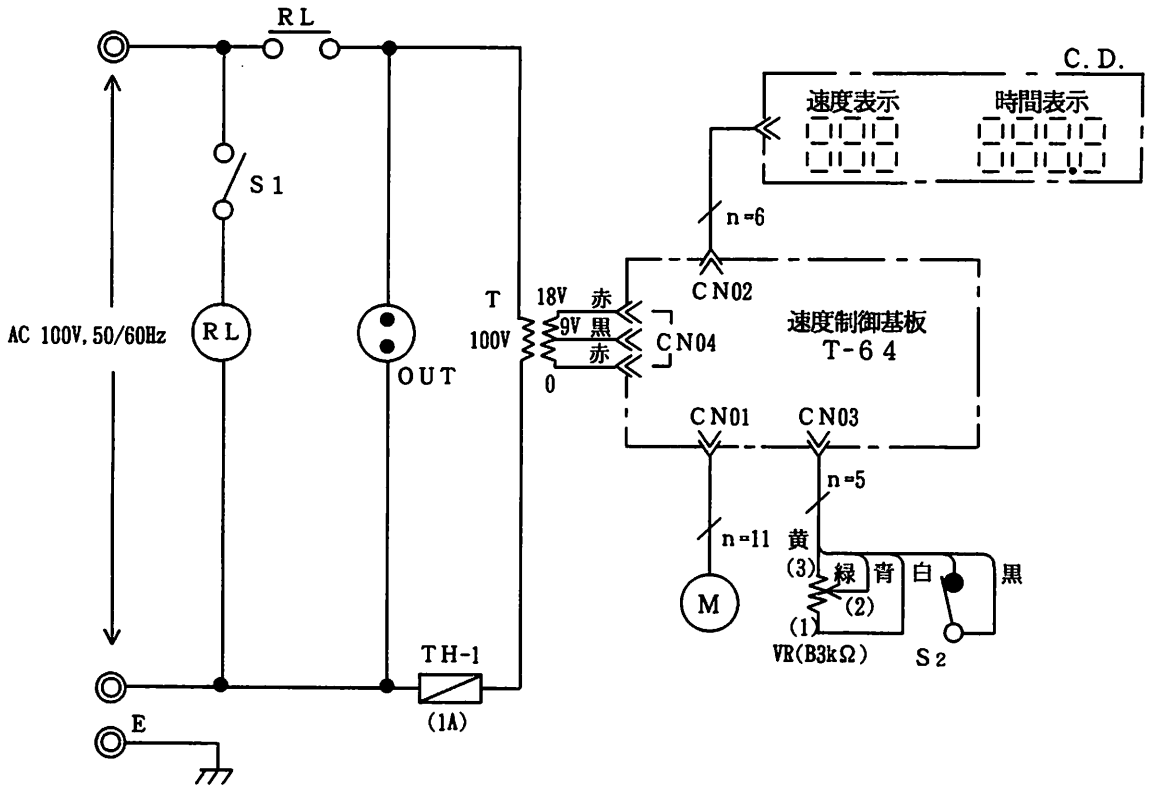 RL
C.D.
速度表示
時間表示
S1
n=6
CN02
T
18V
赤
9V
黒
100V
赤
0
CN04
速度制御基板
T-64
AC 100V,50/60Hz
RL
OUT
CN01
CN03
n=5
n=11
黄
(3)
緑
青
白
黒
(2)
M
(1)
VR(B3kΩ)
S2
TH-1
(1A)
E